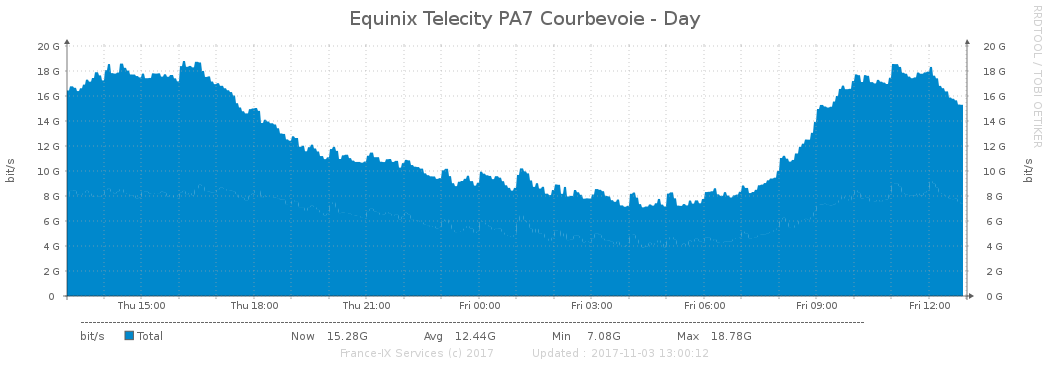 Equinix Telecity PA7 Courbevoie - Day
RRDTOOL / TOBI OETIKER
bit/s
20 G 20 G
18 G 18 G
16 G 16 G
14 G 14 G
12 G 12 G
10 G 10 G
8 G 8 G
6 G 6 G
4 G 4 G
2 G 2 G
0 0 G
bit/s
Thu 15:00 Thu 18:00 Thu 21:00 Fri 00:00 Fri 03:00 Fri 06:00 Fri 09:00 Fri 12:00
bit/s Total Now 15.28G Avg 12.44G Min 7.08G Max 18.78G
France-IX Services (c) 2017 Updated : 2017-11-03 13:00:12